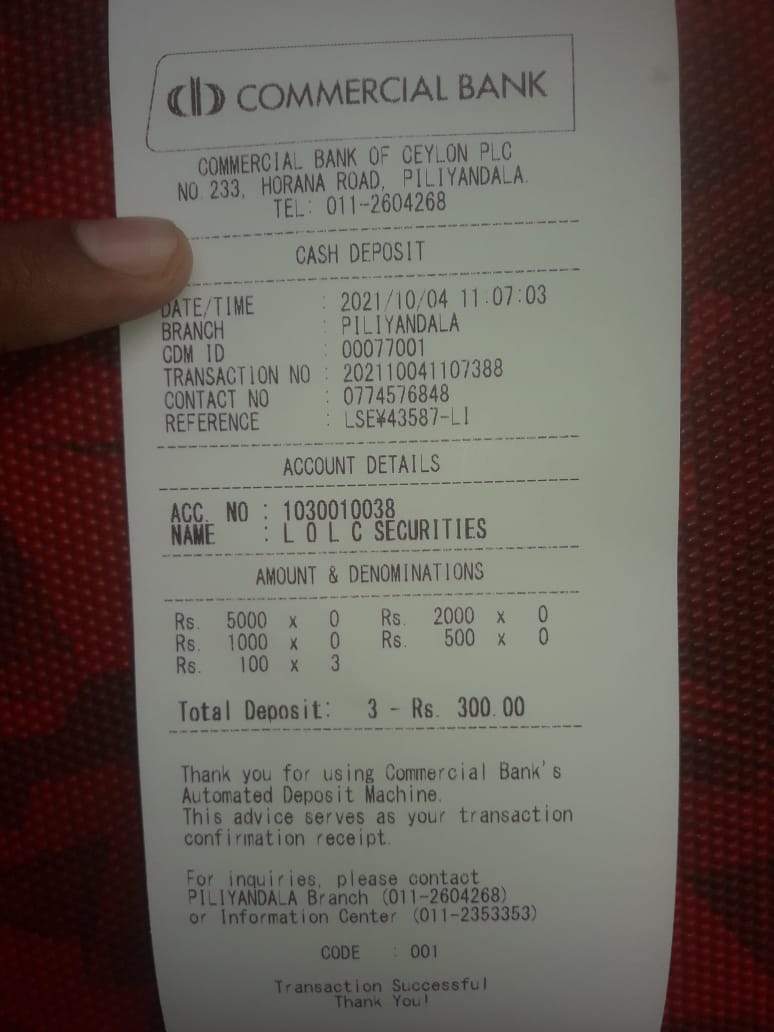 COMMERCIAL BANK
COMMERCIAL BANK OF CEYLON PLC
NO.233, HORANA ROAD, PILIYANDALA.
TEL: 011-2604268
CASH DEPOSIT
DATE/TIME : 2021/10/04 11:07:03
BRANCH : PILIYANDALA
CDM ID : 00077001
TRANSACTION NO : 202110041107388
CONTACT NO : 0774576848
REFERENCE : LSE¥43587-LI
ACCOUNT DETAILS
ACC. NO : 1030010038
NAME : L O L C SECURITIES
AMOUNT & DENOMINATIONS
Rs. 5000 x 0 Rs. 2000 x 0
Rs. 1000 x 0 Rs. 500 x 0
Rs. 100 x 3
Total Deposit: 3 - Rs. 300.00
Thank you for using Commercial Bank's
Automated Deposit Machine.
This advice serves as your transaction
confirmation receipt.
For inquiries, please contact
PILIYANDALA Branch (011-2604268)
or Information Center (011-2353353)
CODE : 001
Transaction Successful
Thank You!